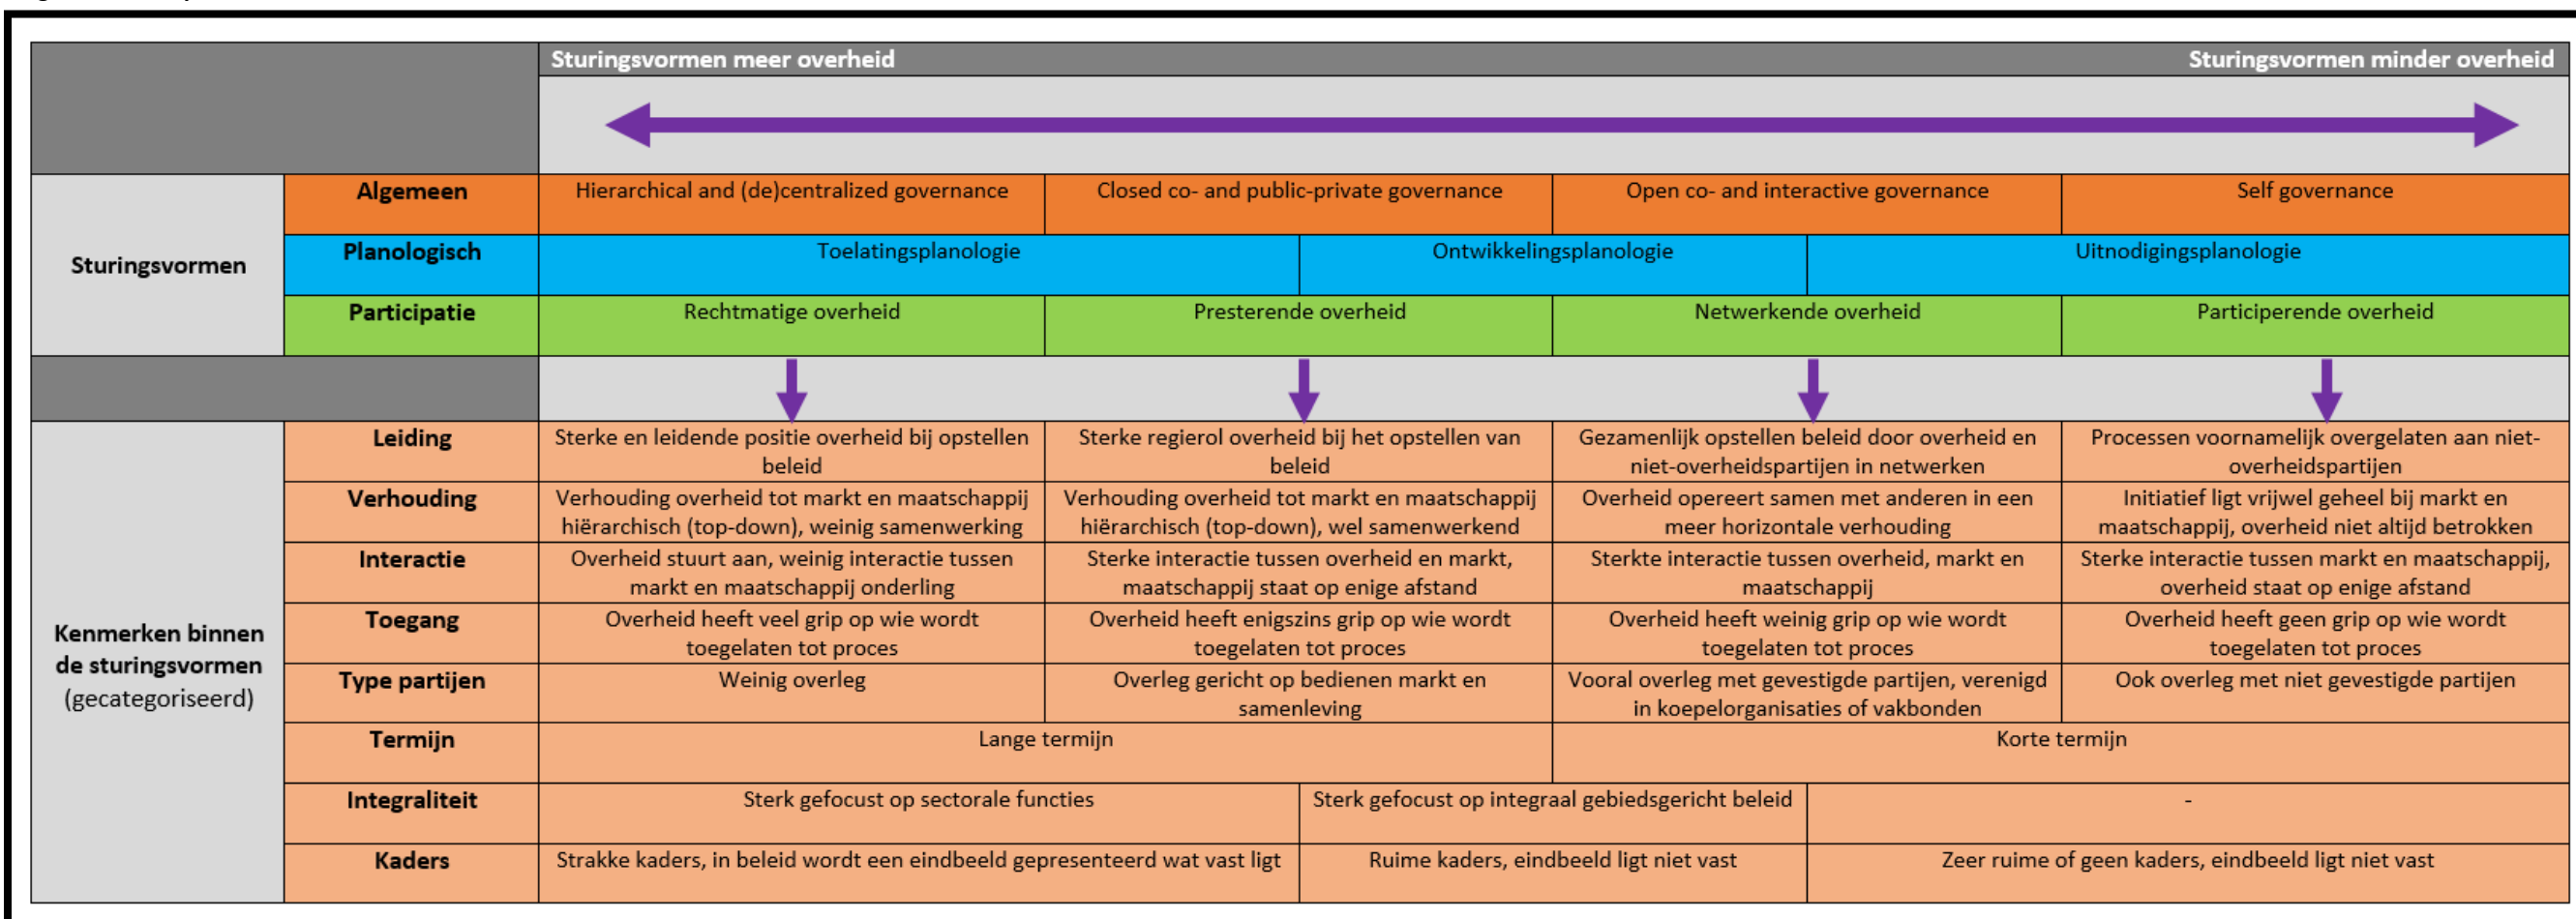 Sturingsvormen meer overheid
Sturingsvormen minder overheid
Sturingsvormen
Algemeen
Hierarchical and (de)centralized governance
Closed co- and public-private governance
Open co- and interactive governance
Self governance
Planologisch
Toelatingsplanologie
Ontwikkelingsplanologie
Uitnodigingsplanologie
Participatie
Rechtmatige overheid
Presterende overheid
Netwerkende overheid
Participerende overheid
Kenmerken binnen
de sturingsvormen
(gecategoriseerd)
Leiding
Sterke en leidende positie overheid bij opstellen
beleid
Sterke regierol overheid bij het opstellen van
beleid
Gezamenlijk opstellen beleid door overheid en
niet-overheidspartijen in netwerken
Processen voornamelijk overgelaten aan niet-
overheidspartijen
Verhouding
Verhouding overheid tot markt en maatschappij
hiërarchisch (top-down), weinig samenwerking
Verhouding overheid tot markt en maatschappij
hiërarchisch (top-down), wel samenwerkend
Overheid opereert samen met anderen in een
meer horizontale verhouding
Initiatief ligt vrijwel geheel bij markt en
maatschappij, overheid niet altijd betrokken
Interactie
Overheid stuurt aan, weinig interactie tussen
markt en maatschappij onderling
Sterke interactie tussen overheid en markt,
maatschappij staat op enige afstand
Sterkte interactie tussen overheid, markt en
maatschappij
Sterke interactie tussen markt en maatschappij,
overheid staat op enige afstand
Toegang
Overheid heeft veel grip op wie wordt
toegelaten tot proces
Overheid heeft enigszins grip op wie wordt
toegelaten tot proces
Overheid heeft weinig grip op wie wordt
toegelaten tot proces
Overheid heeft geen grip op wie wordt
toegelaten tot proces
Type partijen
Weinig overleg
Overleg gericht op bedienen markt en
samenleving
Vooral overleg met gevestigde partijen, verenigd
in koepelorganisaties of vakbonden
Ook overleg met niet gevestigde partijen
Termijn
Lange termijn
Korte termijn
Integraliteit
Sterk gefocust op sectorale functies
Sterk gefocust op integraal gebiedsgericht beleid
-
Kaders
Strakke kaders, in beleid wordt een eindbeeld gepresenteerd wat vast ligt
Ruime kaders, eindbeeld ligt niet vast
Zeer ruime of geen kaders, eindbeeld ligt niet vast